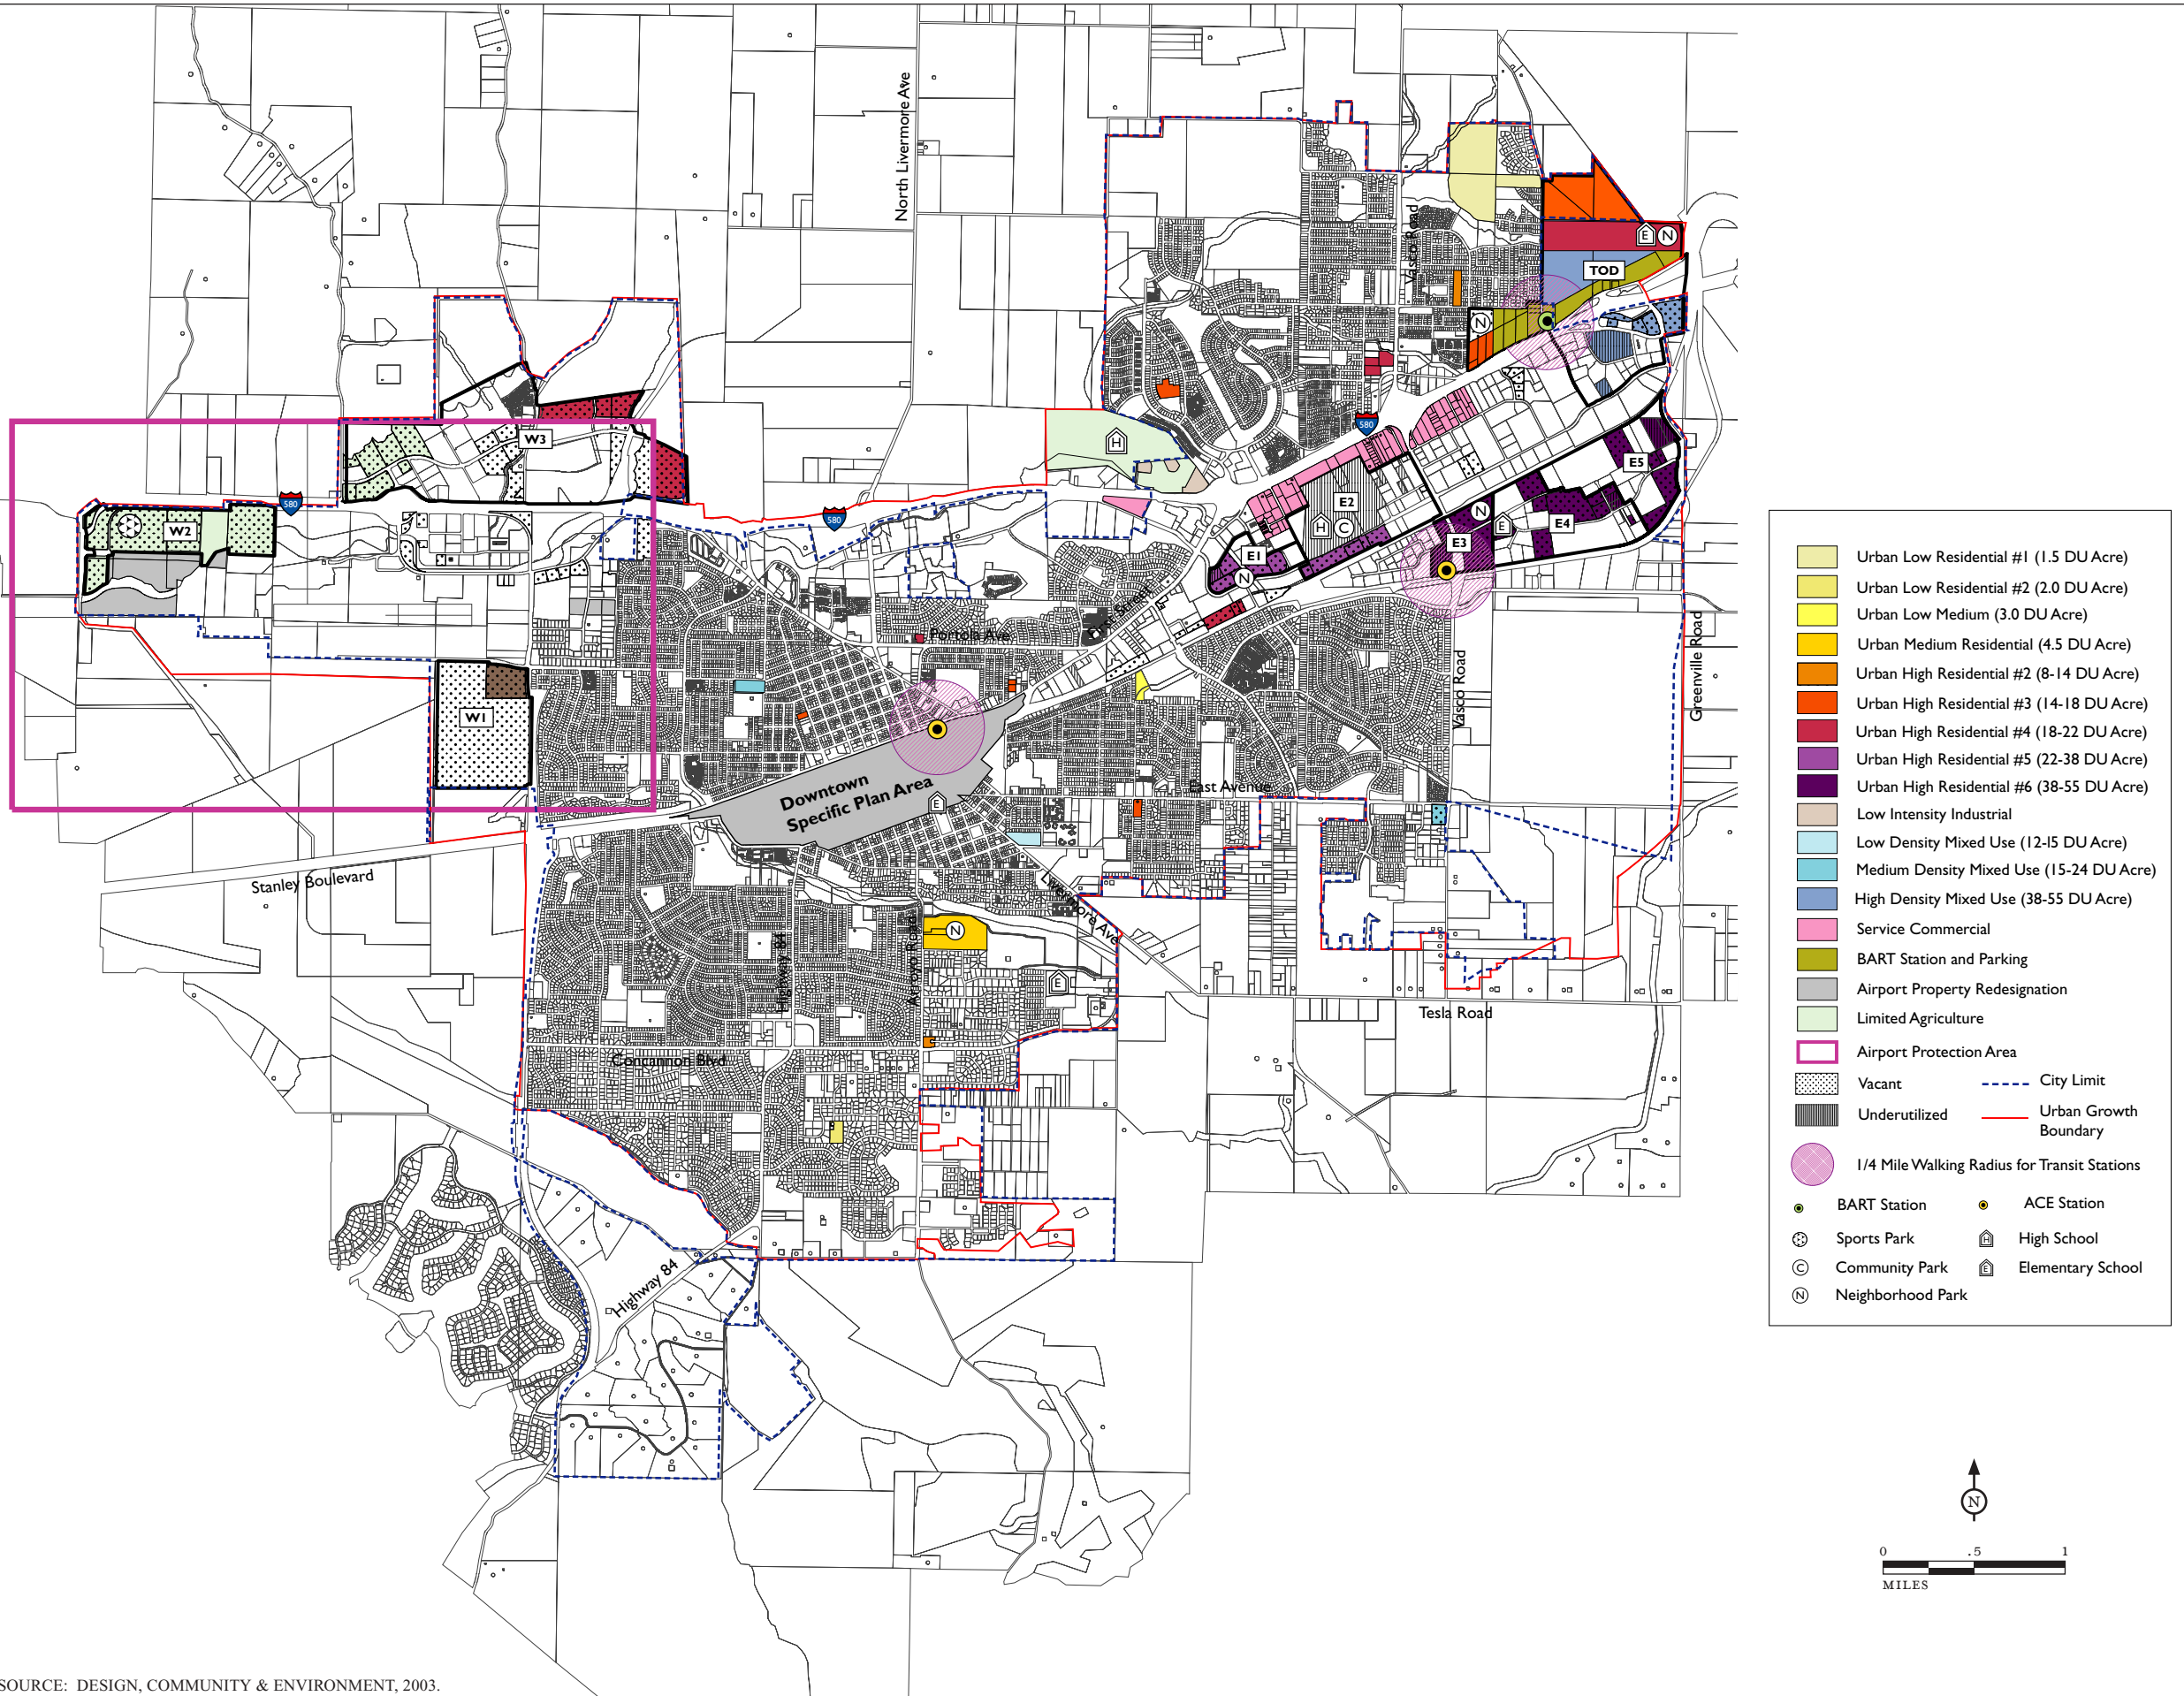 North Livermore Ave
Vasco Road
E
N
TOD
N
580
H
W3
E5
W2
580
580
E2
H
C
N
E
E4
E1
E3
N
First Street
Portola Ave
Vasco Road
Greenville Road
W1
Downtown
Specific Plan Area
E
East Avenue
Stanley Boulevard
Livermore Ave
Highway 84
Arroyo Road
N
E
Tesla Road
Concannon Blvd
Highway 84
Urban Low Residential #1 (1.5 DU Acre)
Urban Low Residential #2 (2.0 DU Acre)
Urban Low Medium (3.0 DU Acre)
Urban Medium Residential (4.5 DU Acre)
Urban High Residential #2 (8-14 DU Acre)
Urban High Residential #3 (14-18 DU Acre)
Urban High Residential #4 (18-22 DU Acre)
Urban High Residential #5 (22-38 DU Acre)
Urban High Residential #6 (38-55 DU Acre)
Low Intensity Industrial
Low Density Mixed Use (12-15 DU Acre)
Medium Density Mixed Use (15-24 DU Acre)
High Density Mixed Use (38-55 DU Acre)
Service Commercial
BART Station and Parking
Airport Property Redesignation
Limited Agriculture
Airport Protection Area
Vacant
City Limit
Underutilized
Urban Growth
Boundary
1/4 Mile Walking Radius for Transit Stations
BART Station
ACE Station
Sports Park
H
High School
C
Community Park
E
Elementary School
N
Neighborhood Park
N
0 .5 1
MILES
SOURCE: DESIGN, COMMUNITY & ENVIRONMENT, 2003.